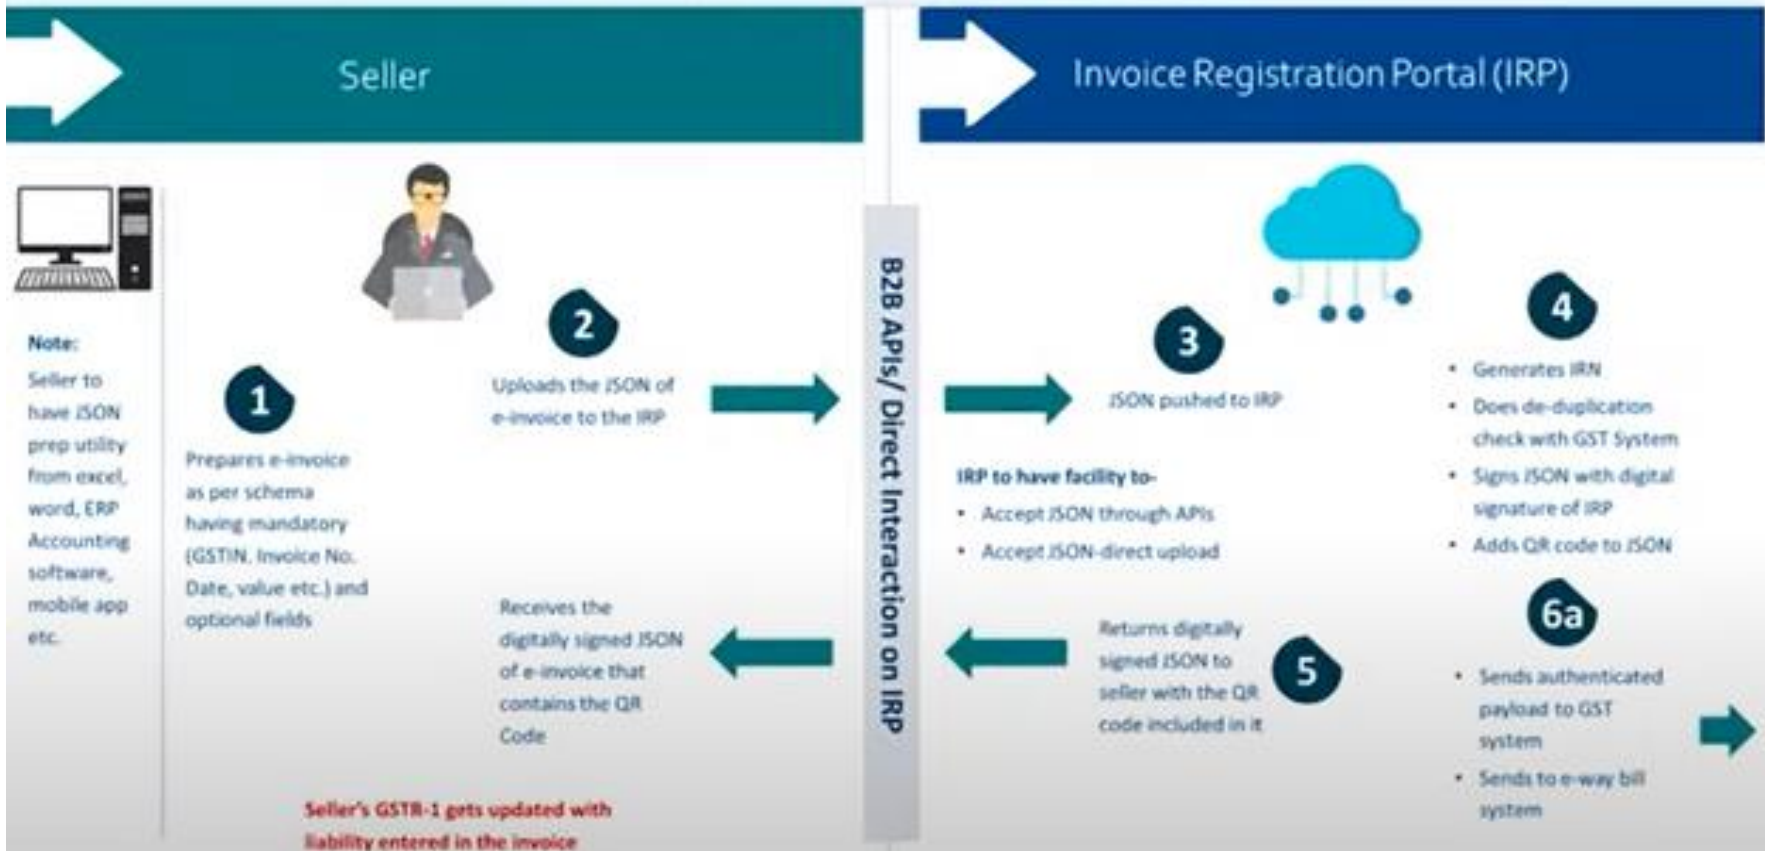 Seller
Invoice Registration Portal (IRP)
Note:
Seller to
have JSON
prep utility
from excel,
word, ERP
Accounting
software,
mobile app
etc.
1
Prepares e-invoice
as per schema
having mandatory
(GSTIN. Invoice No.
Date, value etc.) and
optional fields
2
Uploads the JSON of
e-invoice to the IRP
Receives the
digitally signed JSON
of e-invoice that
contains the QR
Code
Seller's GSTR-1 gets updated with
liability entered in the invoice
B2B APIs/ Direct Interaction on IRP
3
JSON pushed to IRP
IRP to have facility to-
• Accept JSON through APIs
• Accept JSON-direct upload
4
• Generates IRN
• Does de-duplication
check with GST System
• Signs JSON with digital
signature of IRP
• Adds QR code to JSON
5
Returns digitally
signed JSON to
seller with the QR
code included in it
6a
• Sends authenticated
payload to GST
system
• Sends to e-way bill
system